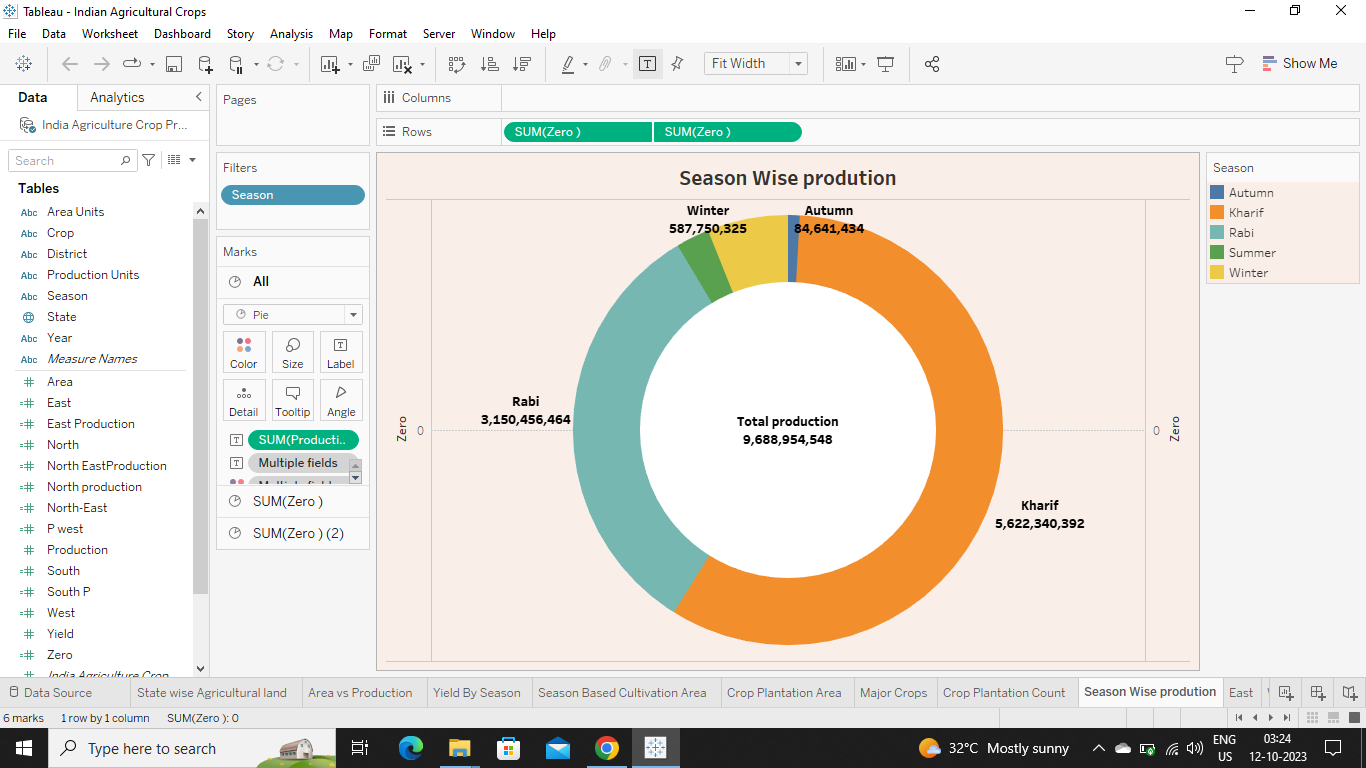 Tableau - Indian Agricultural Crops
File Data Worksheet Dashboard Story Analysis Map Format Server Window Help
Fit Width
Show Me
Data Analytics
India Agriculture Crop Pr...
Search
Tables
Abc Area Units
Abc Crop
Abc District
Abc Production Units
Abc Season
State
Abc Year
Abc Measure Names
# Area
=# East
=# East Production
=# North
=# North EastProduction
=# North production
=# North-East
=# P west
# Production
=# South
=# South P
=# West
# Yield
=# Zero
# India Agriculture Crop
Pages
Filters
Season
Marks
All
Pie
Color Size Label
Detail Tooltip Angle
SUM(Producti..
Multiple fields
SUM(Zero )
SUM(Zero ) (2)
Columns
Rows SUM(Zero ) SUM(Zero )
Season Wise prodution
Winter
587,750,325
Autumn
84,641,434
Rabi
3,150,456,464
Total production
9,688,954,548
Kharif
5,622,340,392
Zero
0
0
Zero
Season
Autumn
Kharif
Rabi
Summer
Winter
Data Source State wise Agricultural land Area vs Production Yield By Season Season Based Cultivation Area Crop Plantation Area Major Crops Crop Plantation Count Season Wise prodution East
6 marks 1 row by 1 column SUM(Zero ): 0
Type here to search
32°C Mostly sunny
ENG
US
03:24
12-10-2023